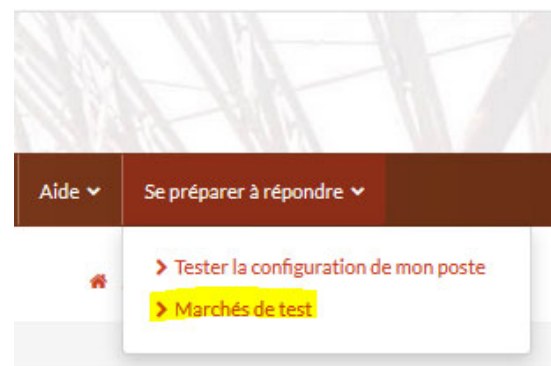 Aide Se préparer à répondre
Tester la configuration de mon poste
Marchés de test